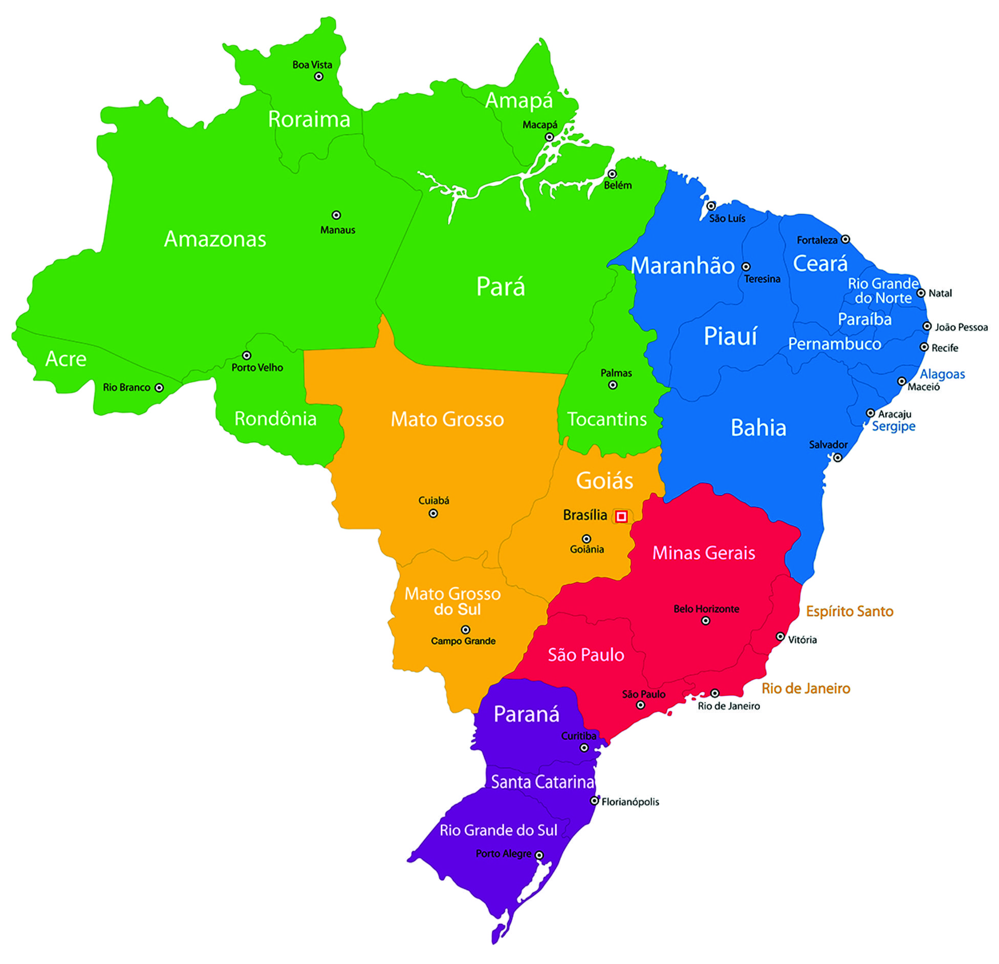 Boa Vista
Roraima
Amapá
Macapá
Belém
Manaus
Amazonas
São Luís
Fortaleza
Maranhão
Ceará
Teresina
Pará
Rio Grande
do Norte
Natal
Paraíba
João Pessoa
Piauí
Pernambuco
Recife
Acre
Porto Velho
Rio Branco
Palmas
Alagoas
Maceió
Rondônia
Mato Grosso
Tocantins
Bahia
Aracaju
Sergipe
Salvador
Goiás
Cuiabá
Brasília
Goiânia
Minas Gerais
Mato Grosso
do Sul
Belo Horizonte
Espírito Santo
Campo Grande
Vitória
São Paulo
São Paulo
Rio de Janeiro
Rio de Janeiro
Paraná
Curitiba
Santa Catarina
Florianópolis
Rio Grande do Sul
Porto Alegre